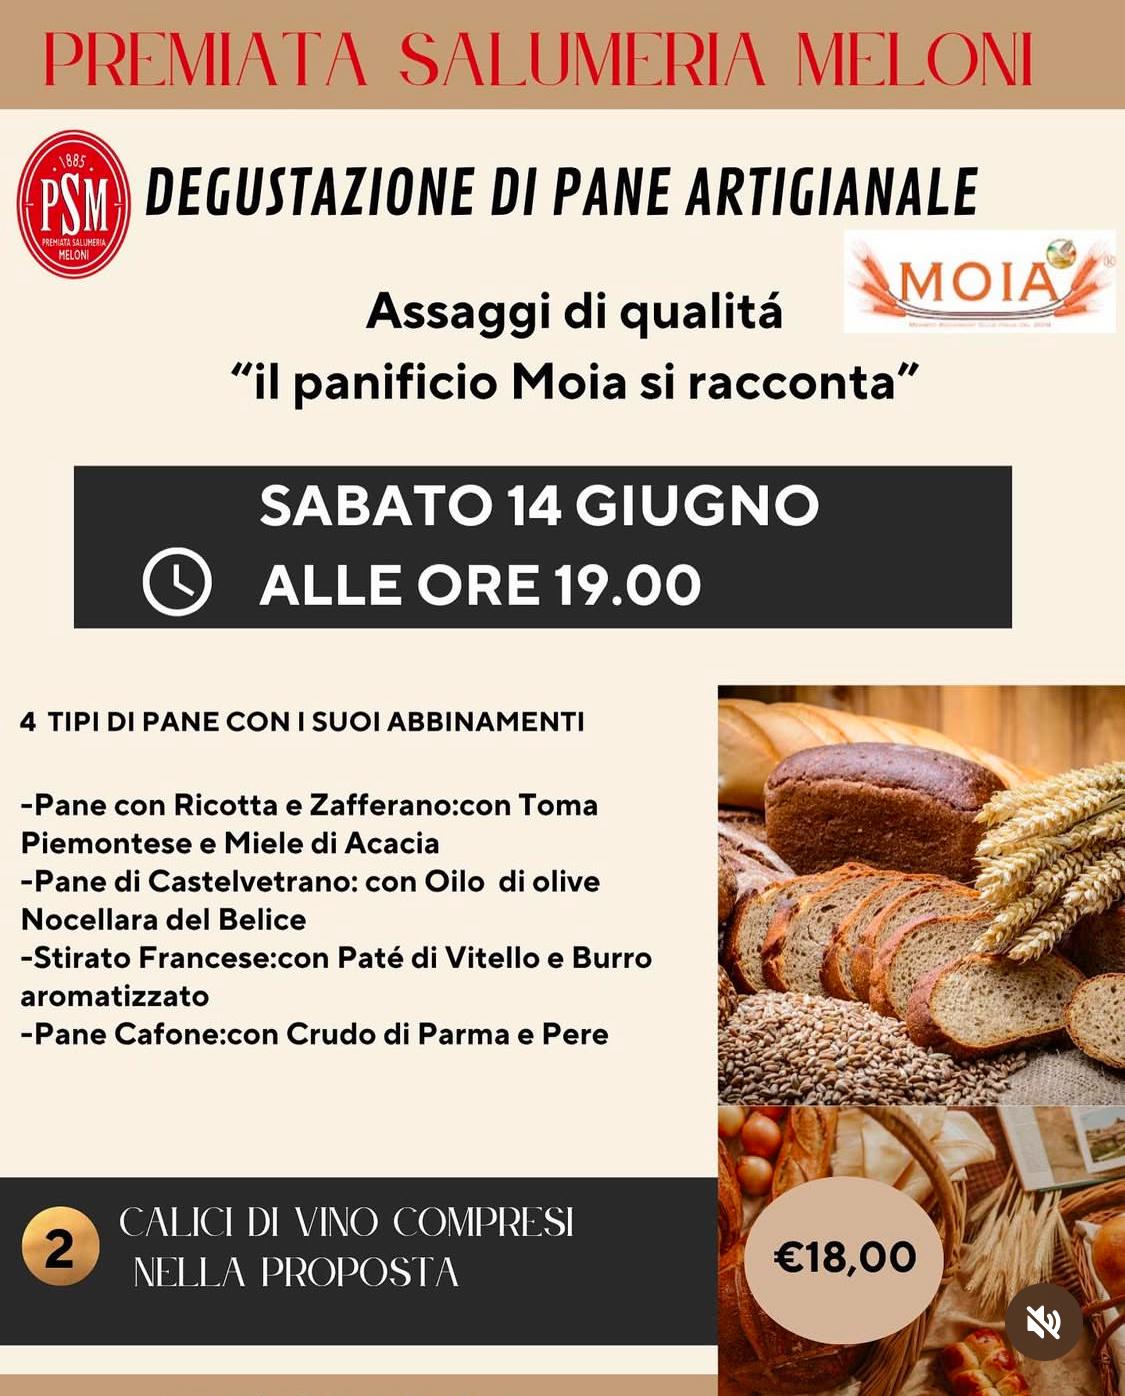 PREMIATA SALUMERIA MELONI
1885
PSM
PREMIATA SALUMERIA
MELONI
DEGUSTAZIONE DI PANE ARTIGIANALE
MOIA
®
Assaggi di qualitá
“il panificio Moia si racconta”
SABATO 14 GIUGNO
ALLE ORE 19.00
4 TIPI DI PANE CON I SUOI ABBINAMENTI
-Pane con Ricotta e Zafferano:con Toma
Piemontese e Miele di Acacia
-Pane di Castelvetrano: con Oilo di olive
Nocellara del Belice
-Stirato Francese:con Paté di Vitello e Burro
aromatizzato
-Pane Cafone:con Crudo di Parma e Pere
2 CALICI DI VINO COMPRESI
NELLA PROPOSTA
€18,00